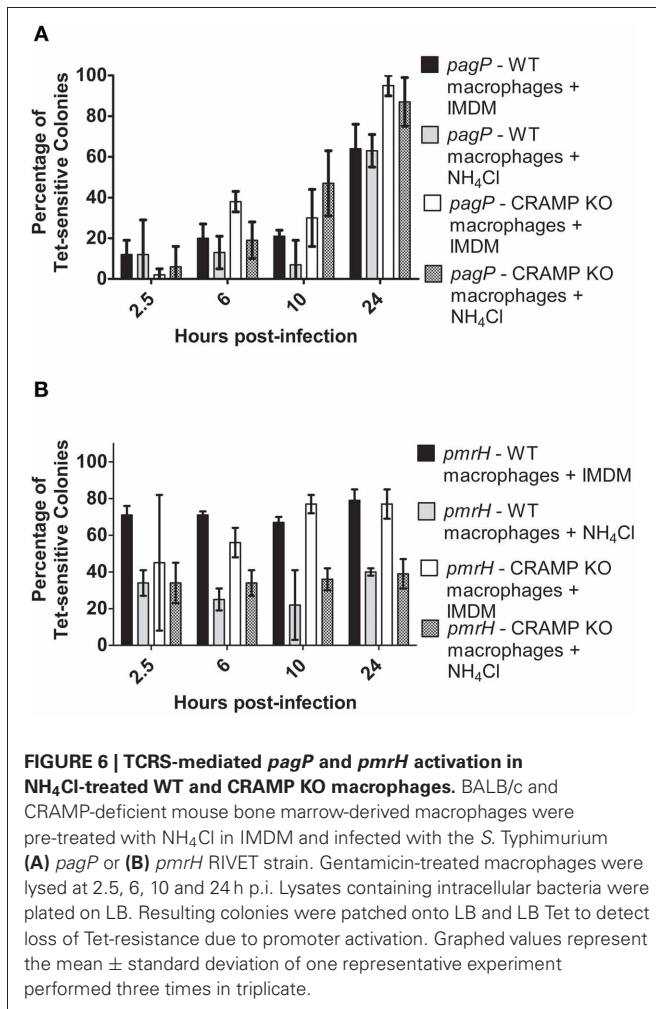 A
Percentage of
Tet-sensitive Colonies
100
80
60
40
20
0
2.5
6
10
24
Hours post-infection
pagP - WT
macrophages +
IMDM
pagP - WT
macrophages +
NH₄Cl
pagP - CRAMP KO
macrophages +
IMDM
pagP - CRAMP KO
macrophages +
NH₄Cl
B
Percentage of
Tet-sensitive Colonies
100
80
60
40
20
0
2.5
6
10
24
Hours post-infection
pmrH - WT
macrophages + IMDM
pmrH - WT
macrophages + NH₄Cl
pmrH - CRAMP KO
macrophages +
IMDM
pmrH - CRAMP KO
macrophages +
NH₄Cl
FIGURE 6 | TCRS-mediated pagP and pmrH activation in
NH₄Cl-treated WT and CRAMP KO macrophages. BALB/c and
CRAMP-deficient mouse bone marrow-derived macrophages were
pre-treated with NH₄Cl in IMDM and infected with the S. Typhimurium
(A) pagP or (B) pmrH RIVET strain. Gentamicin-treated macrophages were
lysed at 2.5, 6, 10 and 24 h p.i. Lysates containing intracellular bacteria were
plated on LB. Resulting colonies were patched onto LB and LB Tet to detect
loss of Tet-resistance due to promoter activation. Graphed values represent
the mean ± standard deviation of one representative experiment
performed three times in triplicate.